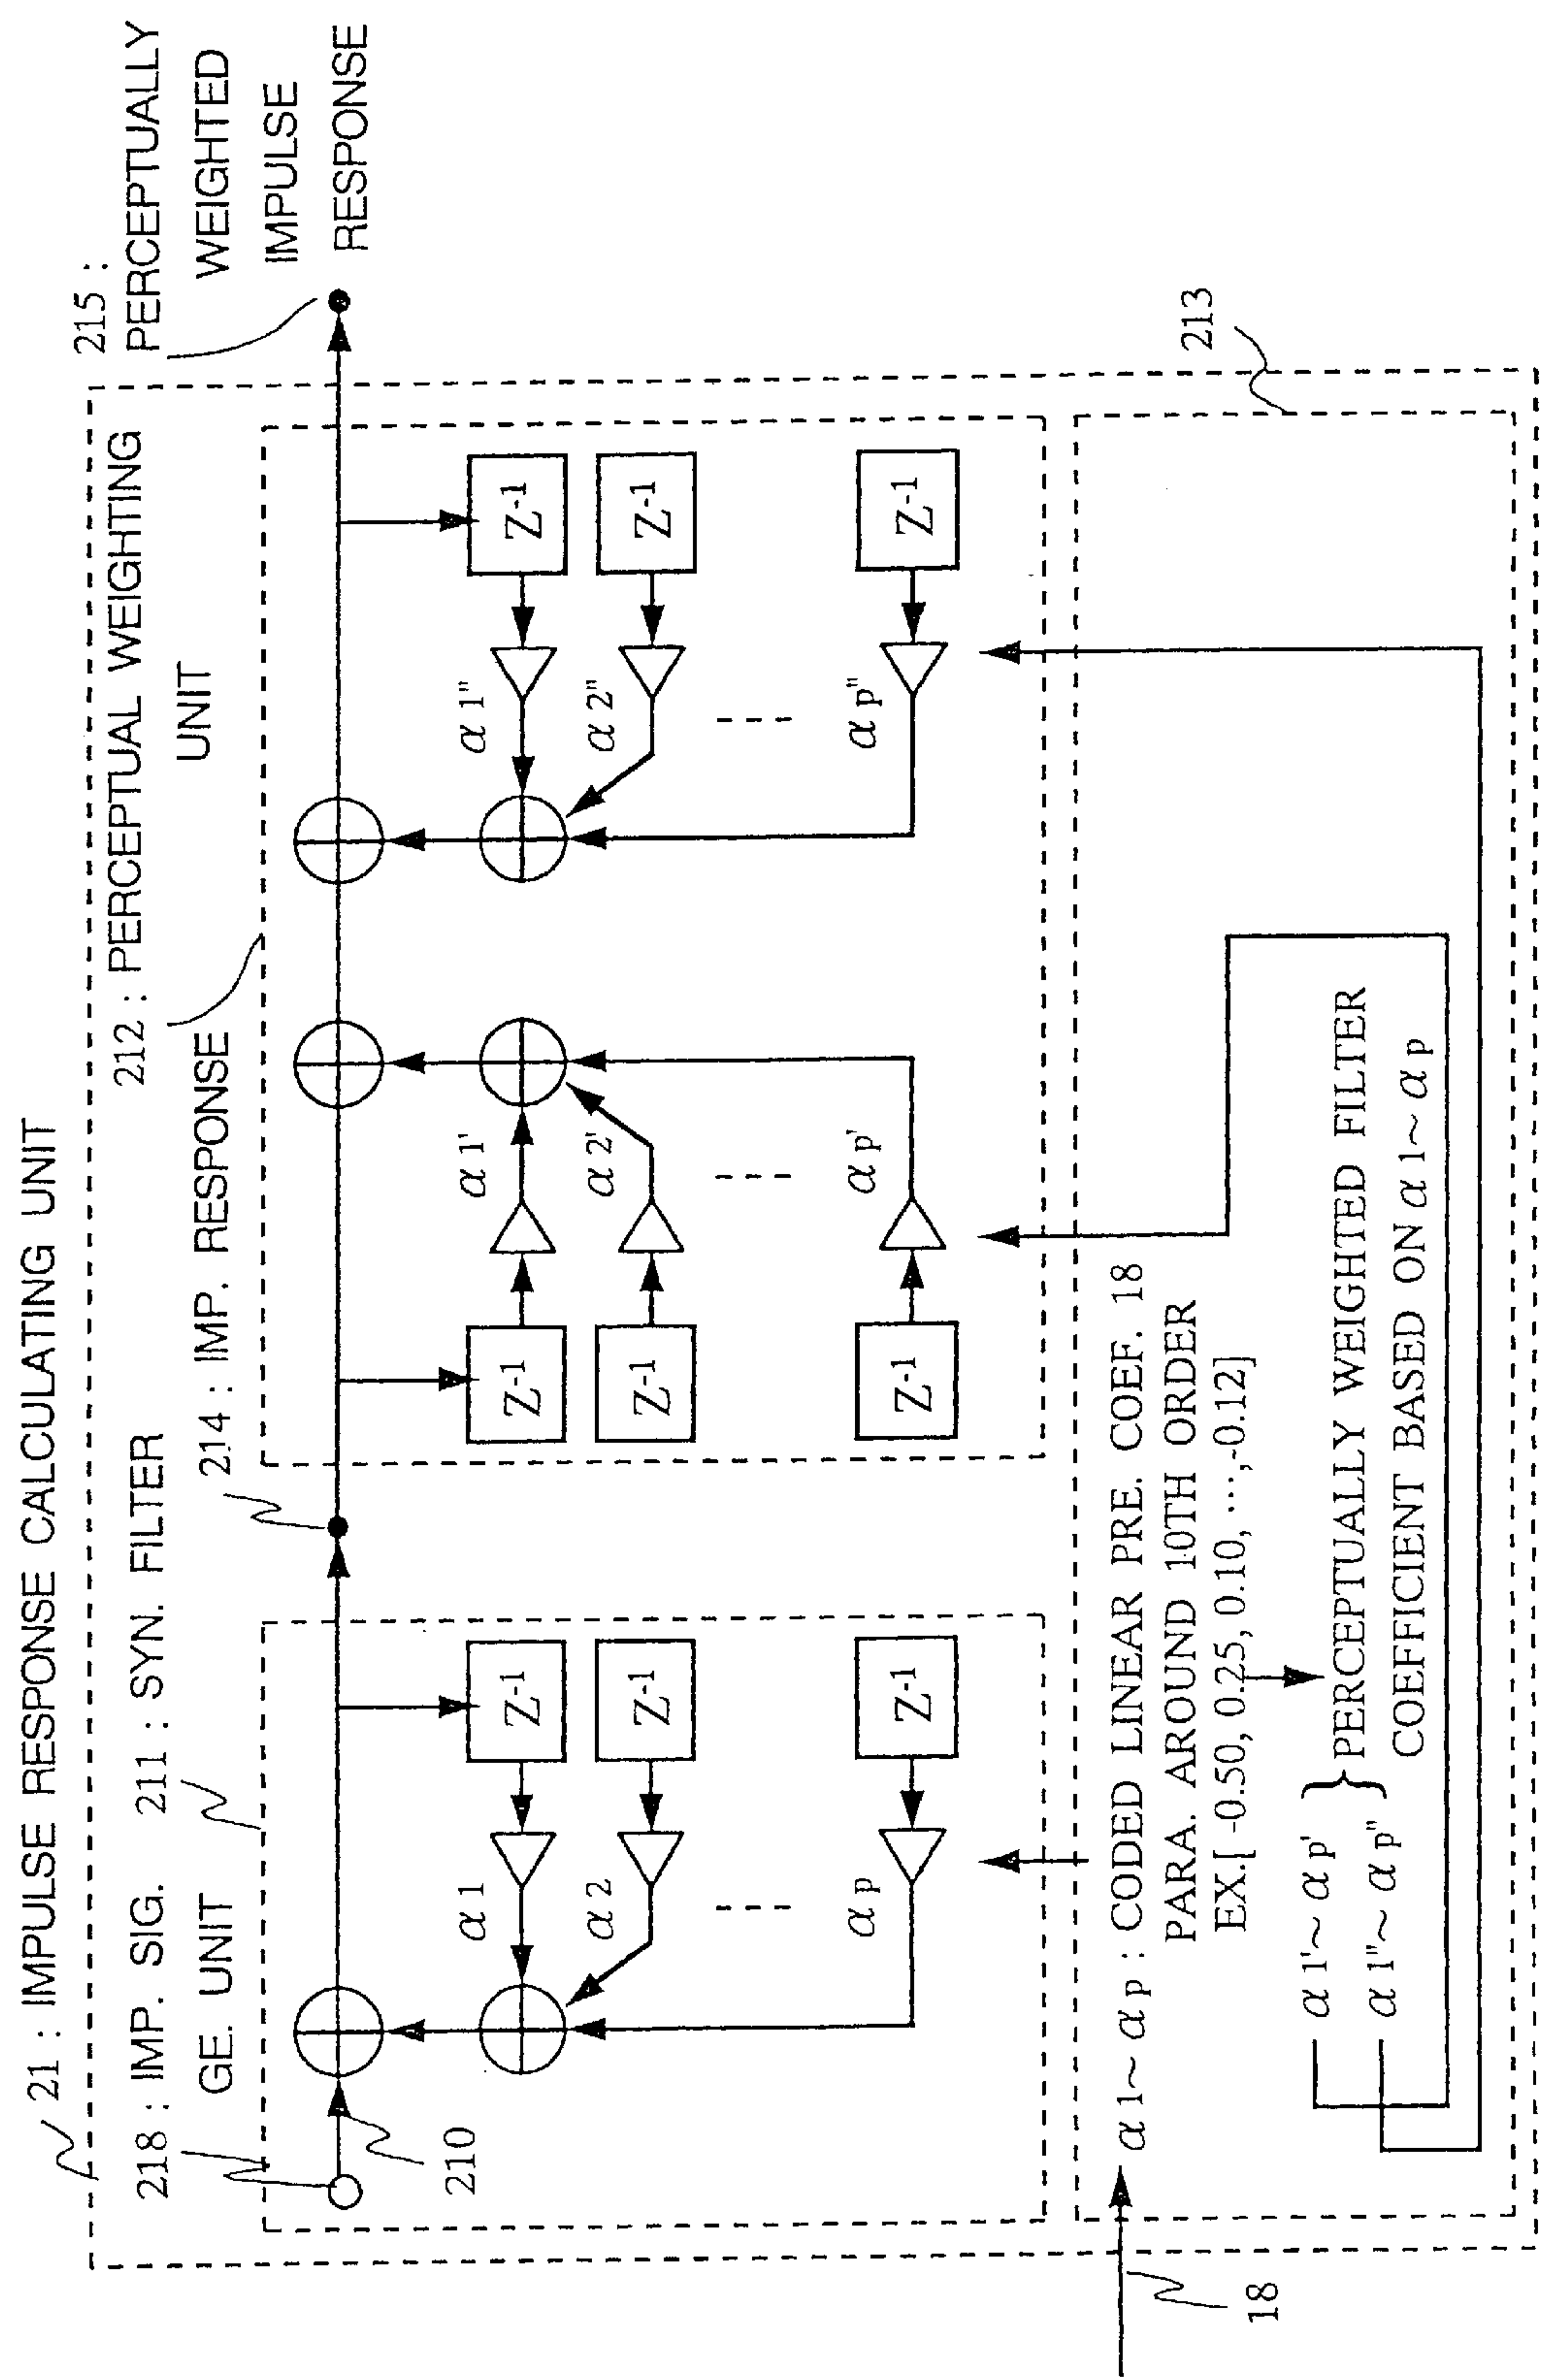 21 : IMPULSE RESPONSE CALCULATING UNIT
218 : IMP. SIG.
GE. UNIT
211 : SYN. FILTER
214 : IMP. RESPONSE
212 : PERCEPTUAL WEIGHTING
UNIT
215 :
PERCEPTUALLY
WEIGHTED
IMPULSE
RESPONSE
210
α 1
Z-1
α 2
Z-1
α p
Z-1
Z-1
α 1'
Z-1
α 2'
Z-1
α p'
α 1"
Z-1
α 2"
Z-1
α p"
Z-1
213
18
α 1~ α p : CODED LINEAR PRE. COEF. 18
PARA. AROUND 10TH ORDER
EX.[ -0.50, 0.25, 0.10, ···,-0.12]
α 1'~ α p'
α 1"~ α p"
} PERCEPTUALLY WEIGHTED FILTER
COEFFICIENT BASED ON α 1~ α p